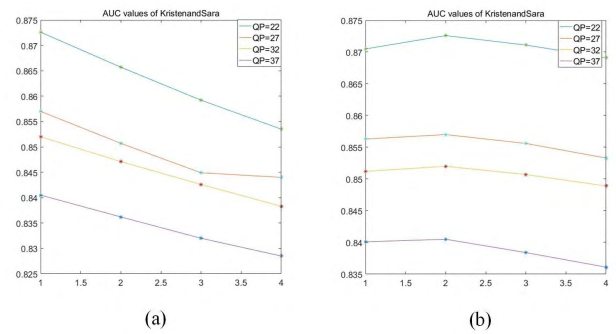 AUC values of KristenandSara
0.875
0.87
0.865
0.86
0.855
0.85
0.845
0.84
0.835
0.83
0.825
1 1.5 2 2.5 3 3.5 4
QP=22
QP=27
QP=32
QP=37
(a)
AUC values of KristenandSara
0.875
0.87
0.865
0.86
0.855
0.85
0.845
0.84
0.835
1 1.5 2 2.5 3 3.5 4
QP=22
QP=27
QP=32
QP=37
(b)